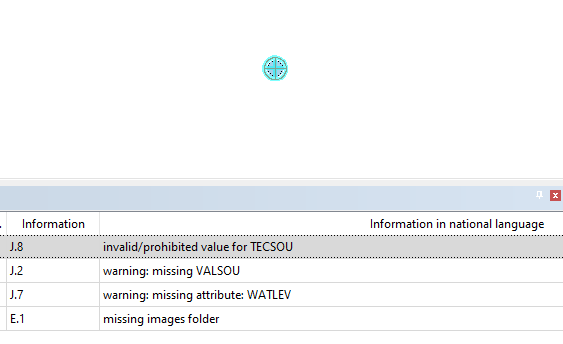 Information Information in national language
J.8 invalid/prohibited value for TECSOU
J.2 warning: missing VALSOU
J.7 warning: missing attribute: WATLEV
E.1 missing images folder